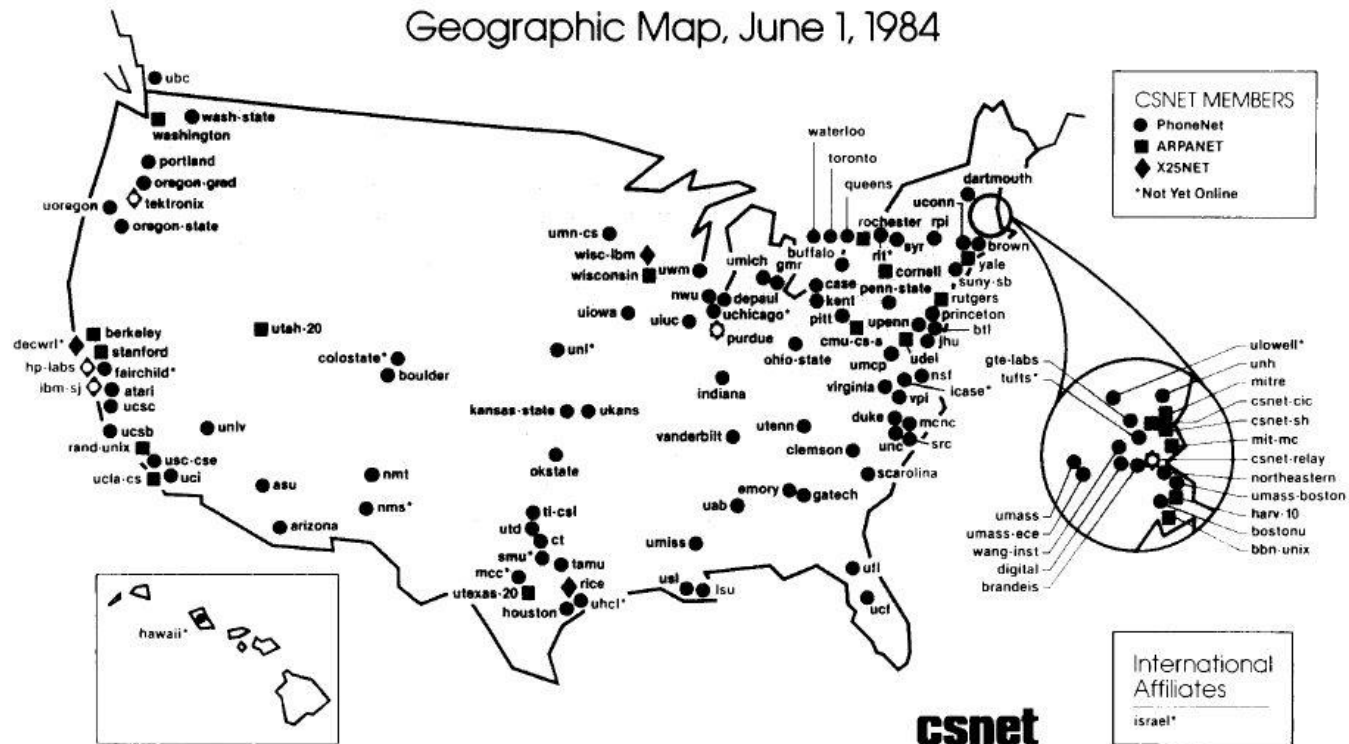 Geographic Map, June 1, 1984
CSNET MEMBERS
PhoneNet
ARPANET
X25NET
*Not Yet Online
ubc
wash-state
washington
portland
oregon-gred
tektronix
uoregon
oregon-state
berkeley
decwrl*
stanford
hp-labs
fairchild*
ibm-sj
atari
ucsc
ucsb
univ
rand-unix
usc-cse
ucla-cs
uci
utah-20
colostate*
boulder
asu
nmt
nms*
arizona
umn-cs
wisc-ibm
wisconsin
uwm
umich
gmr
nwu
depaul
uchicago*
uiowa
uiuc
purdue
unl*
ohio-state
indiana
kansas-state
ukans
okstate
vanderbilt
utenn
clemson
scarolina
emory
gatech
uab
umiss
ti-csl
utd
ct
smu*
tamu
mcc*
rice
utexas-20
uhcl*
houston
usl
lsu
ufl
ucf
waterloo
toronto
queens
rochester
rpi
buffalo
rit*
syr
dartmouth
uconn
brown
yale
cornell
suny-sb
case
penn-state
rutgers
kent
princeton
pitt
upenn
btl
cmu-cs-a
jhu
udel
umcp
nsf
virginia
icase*
vpi
duke
mcnc
unc
src
gte-labs
tufts*
ulowell*
unh
mitre
csnet-cic
csnet-sh
mit-mc
csnet-relay
northeastern
umass-boston
harv-10
bostonu
bbn-unix
umass
umass-ece
wang-inst
digital
brandeis
hawaii*
csnet
International
Affiliates
israel*